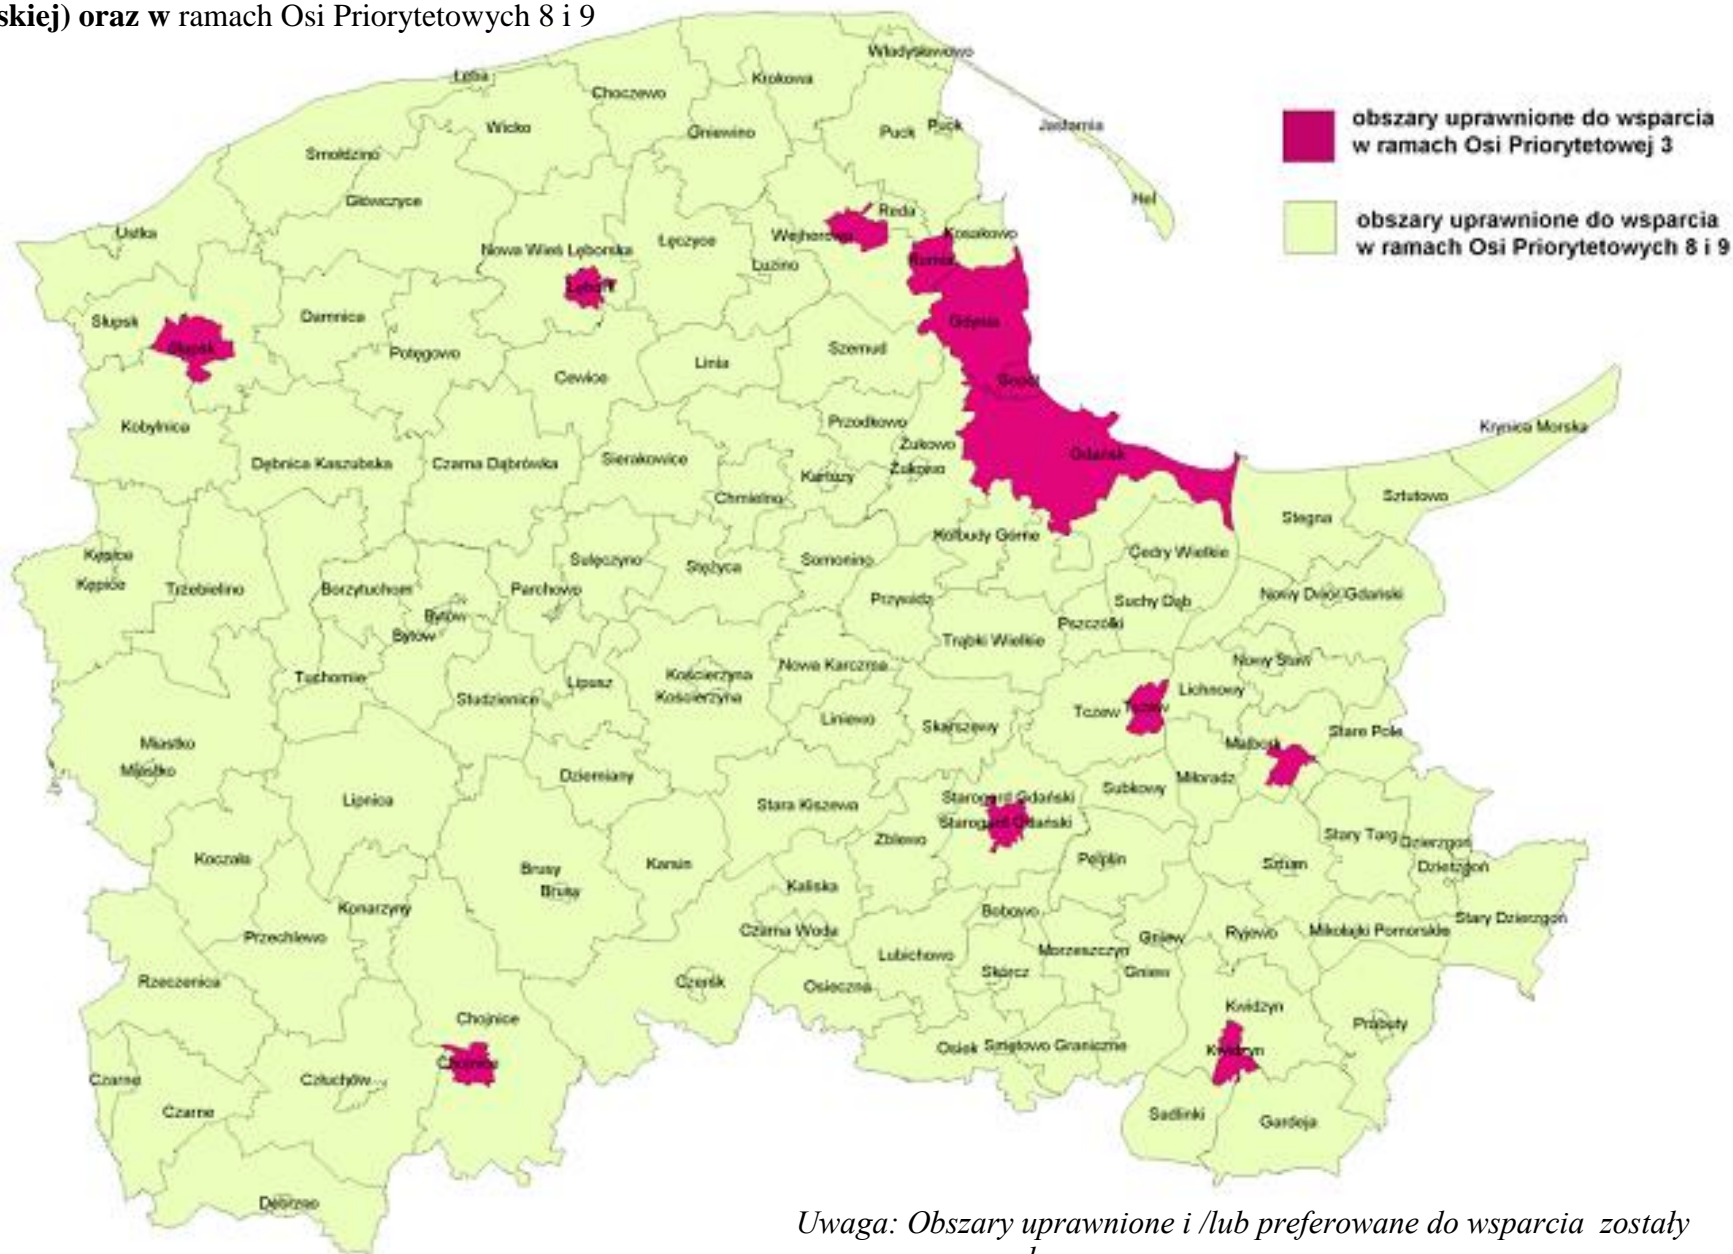 skiej) oraz w ramach Osi Priorytetowych 8 i 9
Władysławowo
Łeba
Choczewo
Krokowa
obszary uprawnione do wsparcia
w ramach Osi Priorytetowej 3
Wicko
Gniewino
Puck
Puck
Jastarnia
Smołdzino
Główczyce
Hel
obszary uprawnione do wsparcia
w ramach Osi Priorytetowych 8 i 9
Ustka
Reda
Wejherowo
Kosakowo
Nowa Wieś Lęborska
Łęczyce
Luzino
Rumia
Lębork
Słupsk
Damnica
Gdynia
Słupsk
Potęgowo
Szemud
Linia
Cewice
Sopot
Kobylnica
Przodkowo
Krynica Morska
Żukowo
Dębnica Kaszubska
Czarna Dąbrówka
Sierakowice
Gdańsk
Żukowo
Kartuzy
Chmielno
Sztutowo
Stegna
Kolbudy Górne
Cedry Wielkie
Kępice
Kępice
Trzebielino
Borzytuchom
Parchowo
Sulęczyno
Stężyca
Somonino
Przywidz
Suchy Dąb
Nowy Dwór Gdański
Bytów
Bytów
Pszczółki
Trąbki Wielkie
Tuchomie
Studzienice
Lipusz
Kościerzyna
Kościerzyna
Nowa Karczma
Nowy Staw
Lichnowy
Liniewo
Skarszewy
Tczew
Tczew
Miastko
Miastko
Stare Pole
Malbork
Dziemiany
Lipnica
Stara Kiszewa
Starogard Gdański
Starogard Gdański
Subkowy
Miłoradz
Zblewo
Stary Targ
Dzierzgoń
Dzierzgoń
Koczała
Brusy
Brusy
Karsin
Kaliska
Pelplin
Sztum
Konarzyny
Przechlewo
Czarna Woda
Bobowo
Stary Dzierzgoń
Gniew
Ryjewo
Mikołajki Pomorskie
Lubichowo
Morzeszczyn
Skórcz
Gniew
Rzeczenica
Czersk
Osieczna
Chojnice
Kwidzyn
Prabuty
Osiek
Smętowo Graniczne
Kwidzyn
Chojnice
Czarne
Człuchów
Czarne
Sadlinki
Gardeja
Debrzno
Uwaga: Obszary uprawnione i /lub preferowane do wsparcia zostały